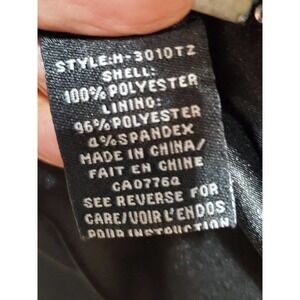 STYLE:H-3010TZ
SHELL:
100%POLYESTER
LINING:
96%POLYESTER
4%SPANDEX
MADE IN CHINA/
FAIT EN CHINE
CA07760
SEE REVERSE FOR
CARE/VOIR L'ENDOS
POUR INSTRUCTION